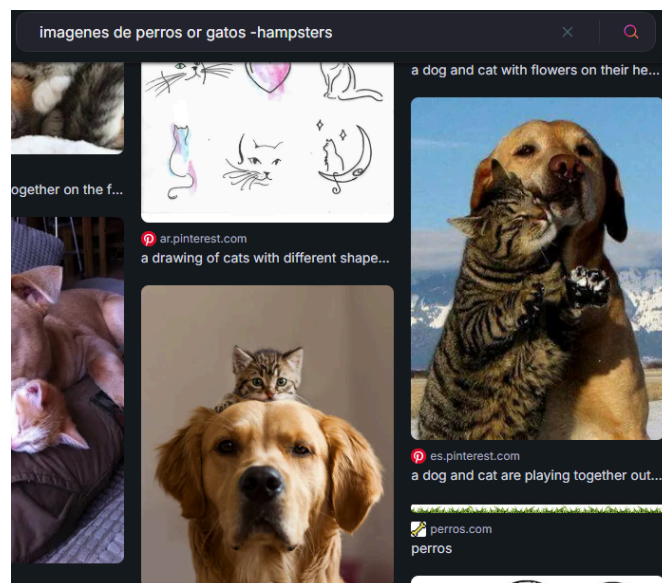 imagenes de perros or gatos -hampsters
ogether on the f...
ar.pinterest.com
a drawing of cats with different shape...
a dog and cat with flowers on their he...
es.pinterest.com
a dog and cat are playing together out...
perros.com
perros